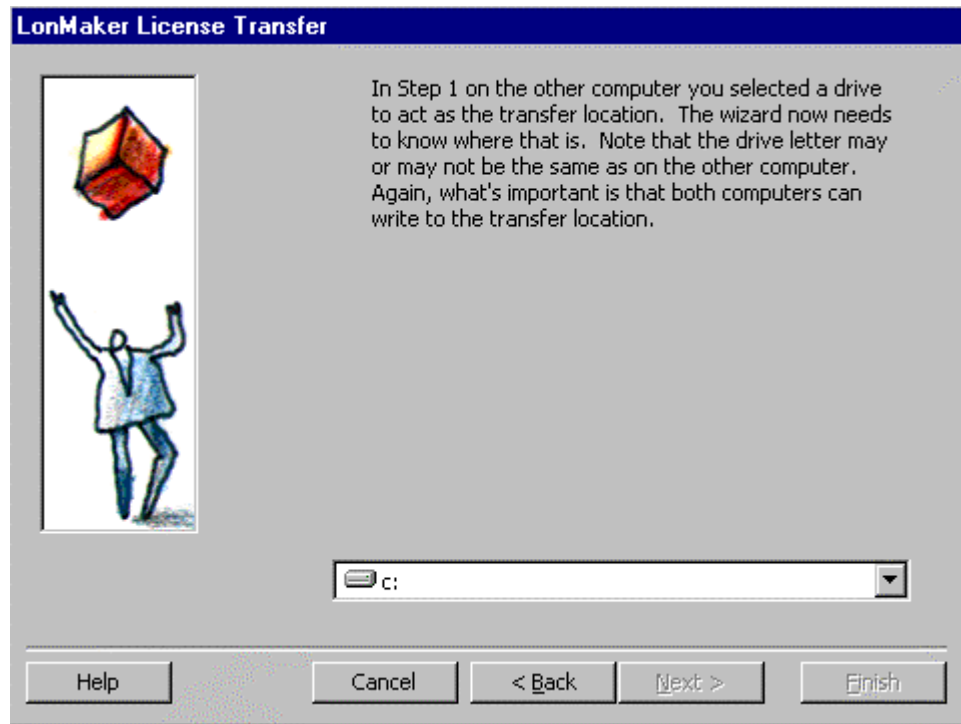 LonMaker License Transfer
In Step 1 on the other computer you selected a drive
to act as the transfer location.  The wizard now needs
to know where that is.  Note that the drive letter may
or may not be the same as on the other computer.
Again, what's important is that both computers can
write to the transfer location.
c:
Help
Cancel
< Back
Next >
Finish